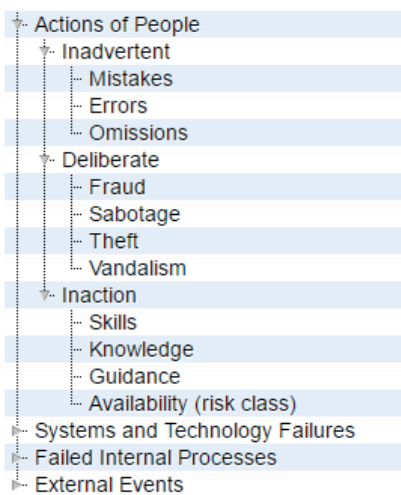 Actions of People
Inadvertent
Mistakes
Errors
Omissions
Deliberate
Fraud
Sabotage
Theft
Vandalism
Inaction
Skills
Knowledge
Guidance
Availability (risk class)
Systems and Technology Failures
Failed Internal Processes
External Events